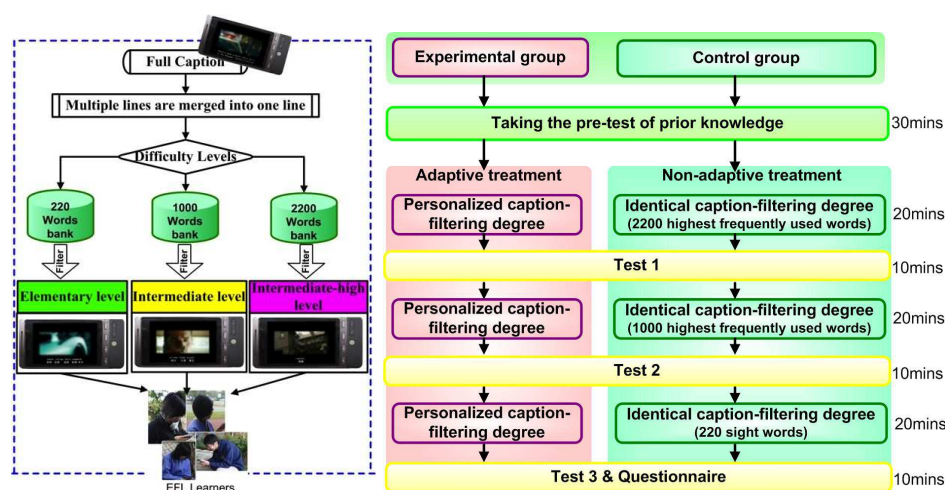 Full Caption
Multiple lines are merged into one line
Difficulty Levels
220
Words
bank
1000
Words
bank
2200
Words
bank
Filter
Filter
Filter
Elementary level
Intermediate level
Intermediate-high
level
EFL Learners
Experimental group
Control group
Taking the pre-test of prior knowledge
30mins
Adaptive treatment
Non-adaptive treatment
Personalized caption-
filtering degree
Identical caption-filtering degree
(2200 highest frequently used words)
20mins
Test 1
10mins
Personalized caption-
filtering degree
Identical caption-filtering degree
(1000 highest frequently used words)
20mins
Test 2
10mins
Personalized caption-
filtering degree
Identical caption-filtering degree
(220 sight words)
20mins
Test 3 & Questionnaire
10mins